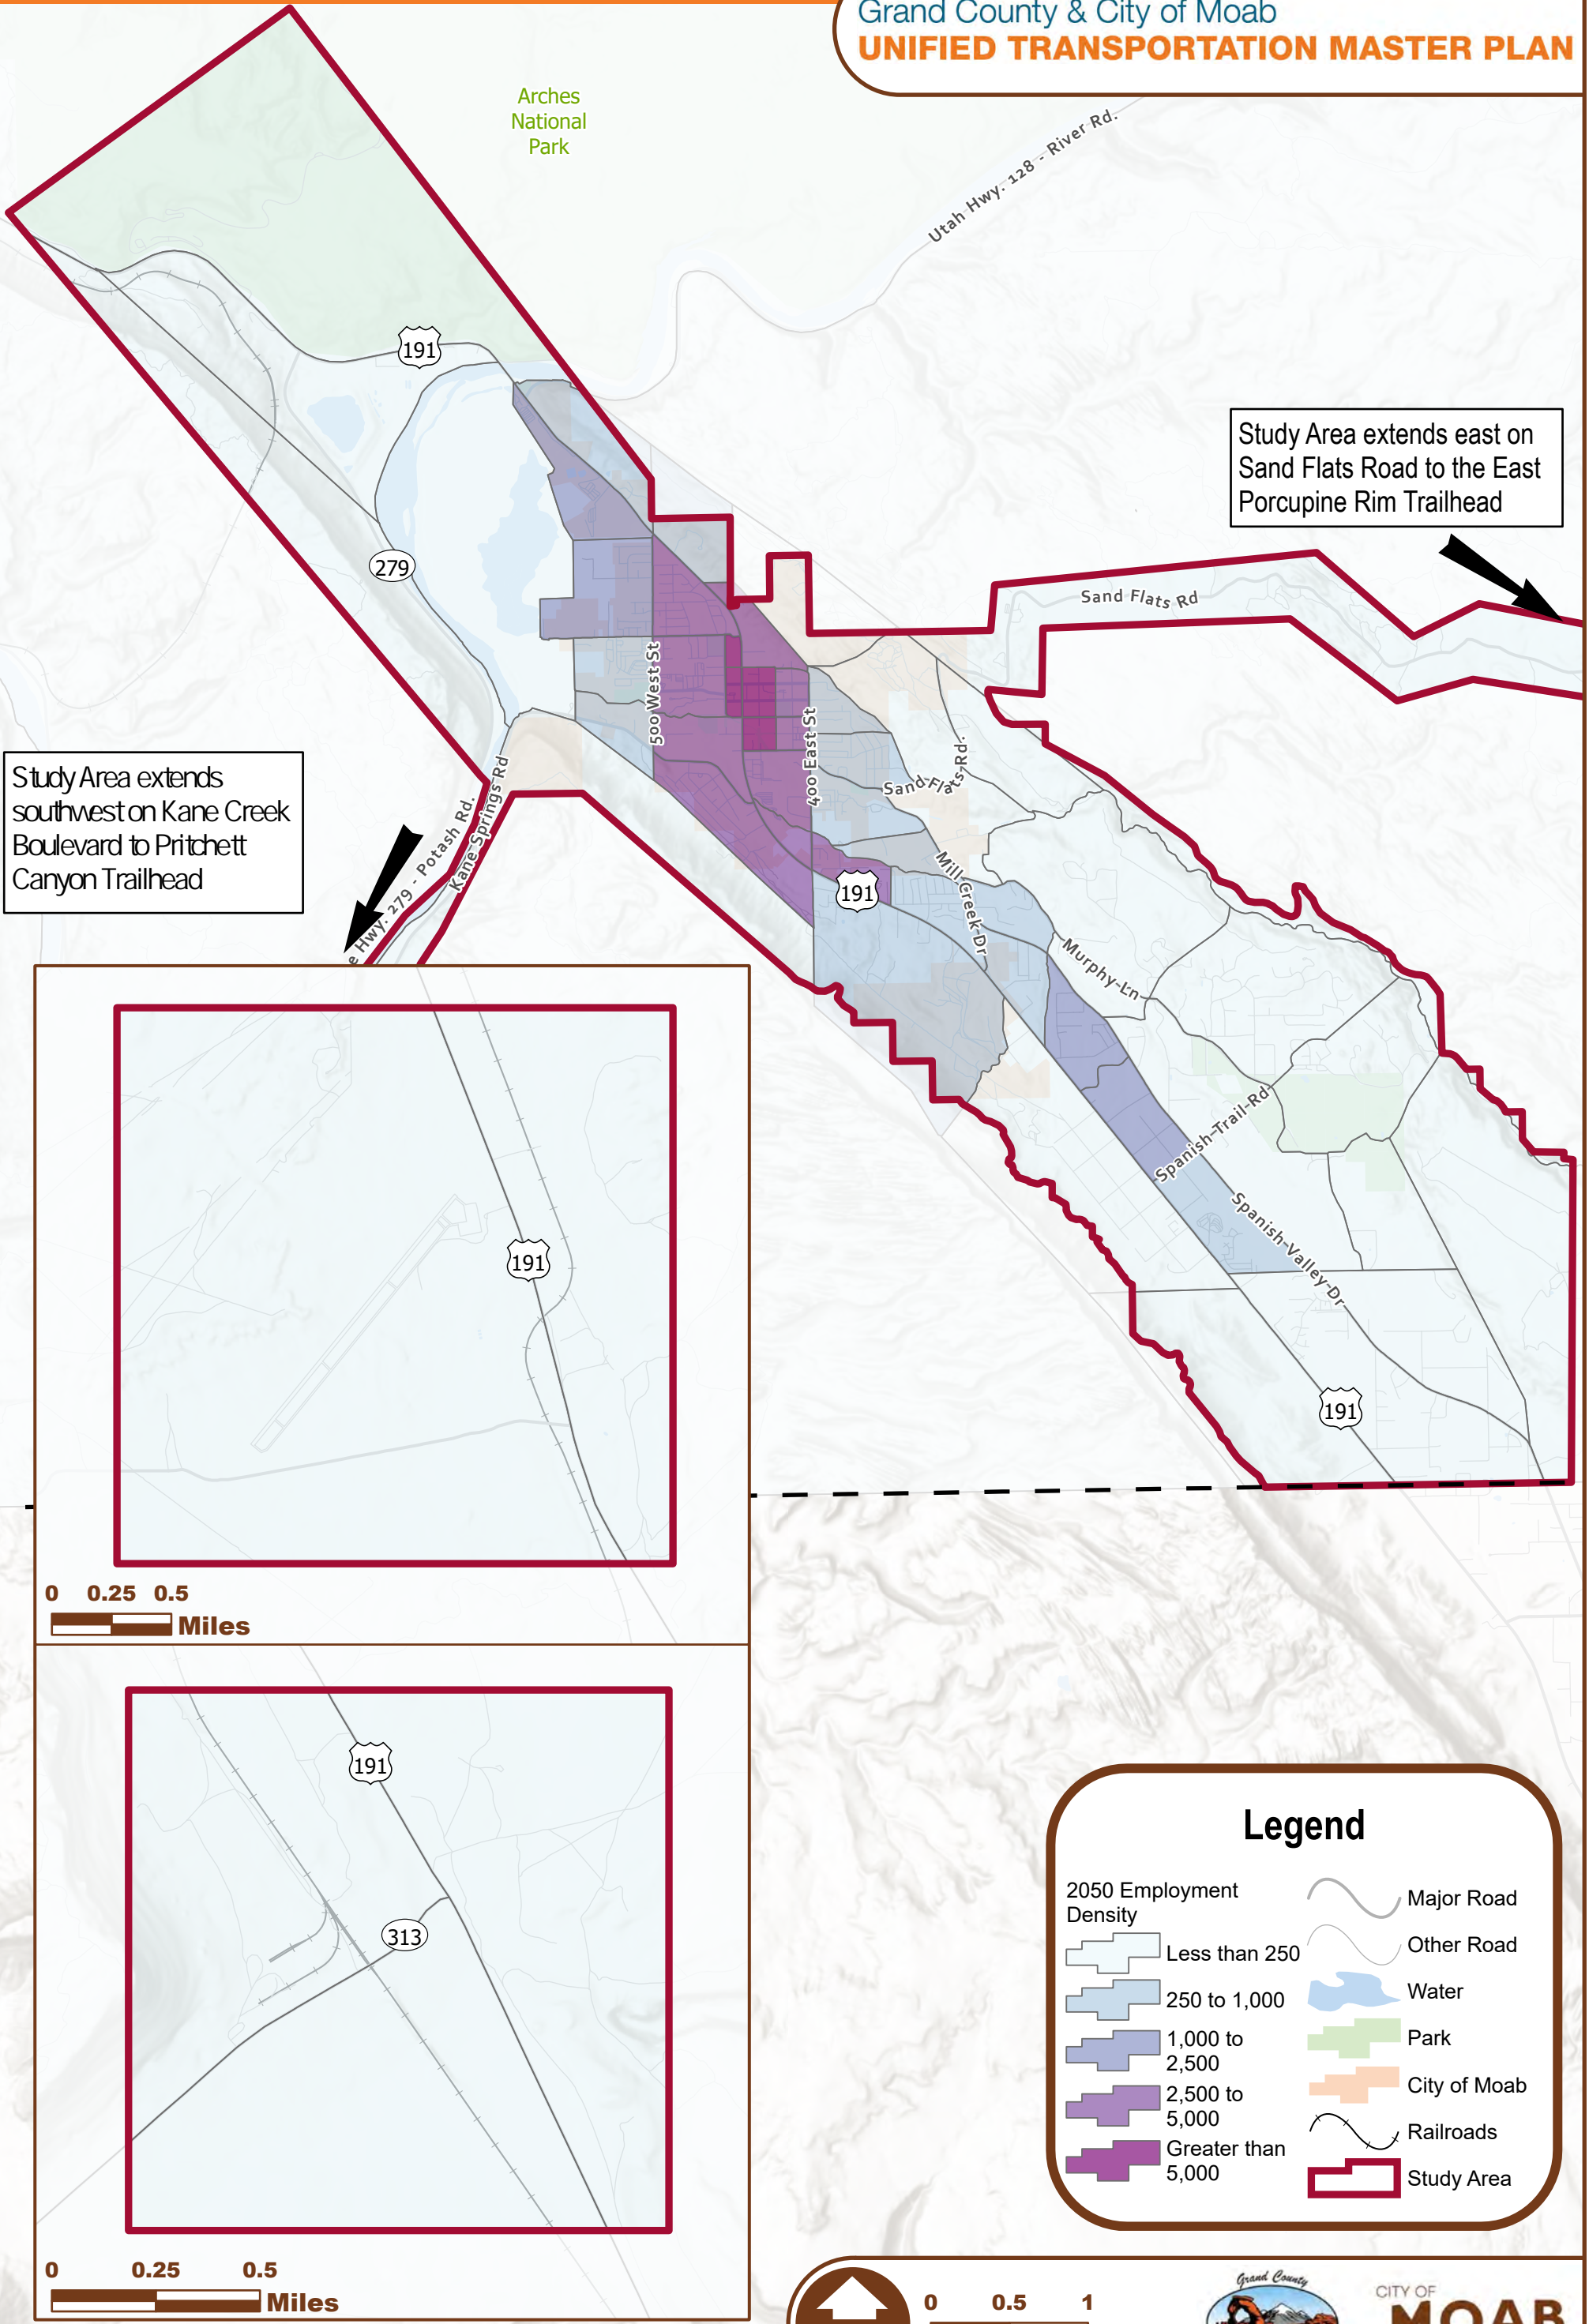 Grand County & City of Moab
UNIFIED TRANSPORTATION MASTER PLAN
Arches
National
Park
Utah Hwy. 128 - River Rd.
191
Study Area extends east on
Sand Flats Road to the East
Porcupine Rim Trailhead
279
Sand Flats Rd
500 West St
400 East St
Sand-Flats-Rd.
Study Area extends
southwest on Kane Creek
Boulevard to Pritchett
Canyon Trailhead
Hwy. 279 - Potash Rd.
Kane Springs Rd
191
Mill-Creek-Dr
Murphy-Ln
Spanish-Trail-Rd
Spanish-Valley-Dr
191
191
0 0.25 0.5
Miles
191
313
0 0.25 0.5
Miles
Legend
2050 Employment
Density
Less than 250
250 to 1,000
1,000 to
2,500
2,500 to
5,000
Greater than
5,000
Major Road
Other Road
Water
Park
City of Moab
Railroads
Study Area
0 0.5 1
Grand County
CITY OF
MOAB